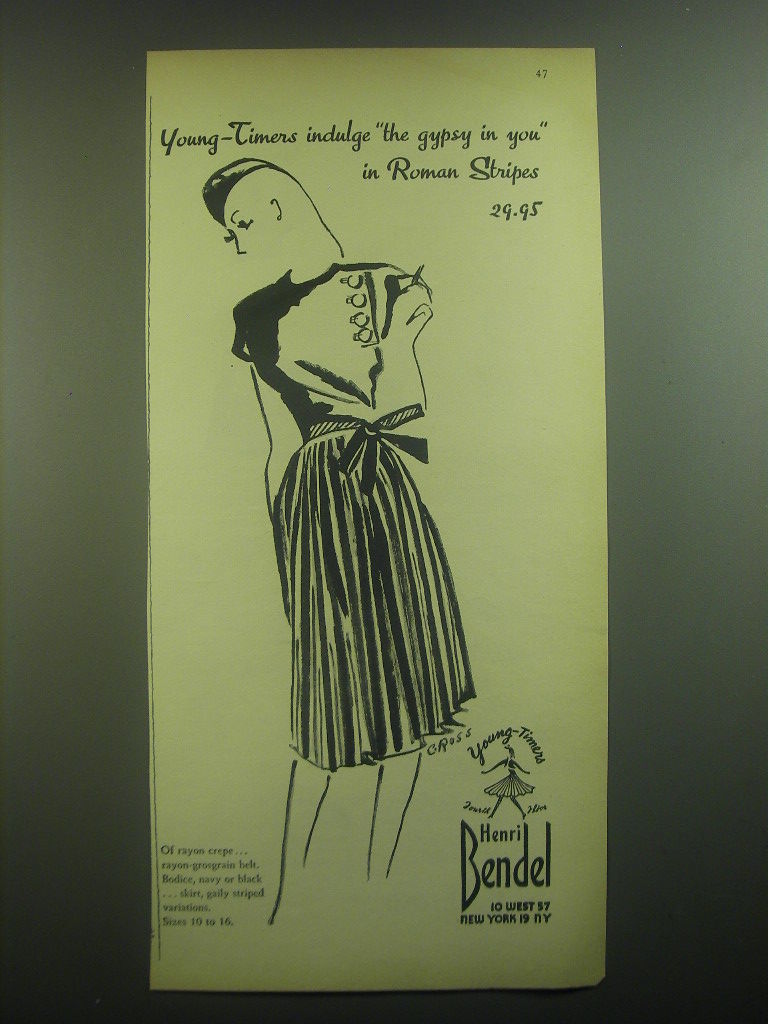 47
Young-Timers indulge "the gypsy in you"
in Roman Stripes
29.95
GROSS
Young-Timers
Fourth Floor
Henri
Bendel
10 WEST 57
NEW YORK 19 NY
Of rayon crepe...
rayon-grosgrain belt.
Bodice, navy or black
... skirt, gaily striped
variations.
Sizes 10 to 16.